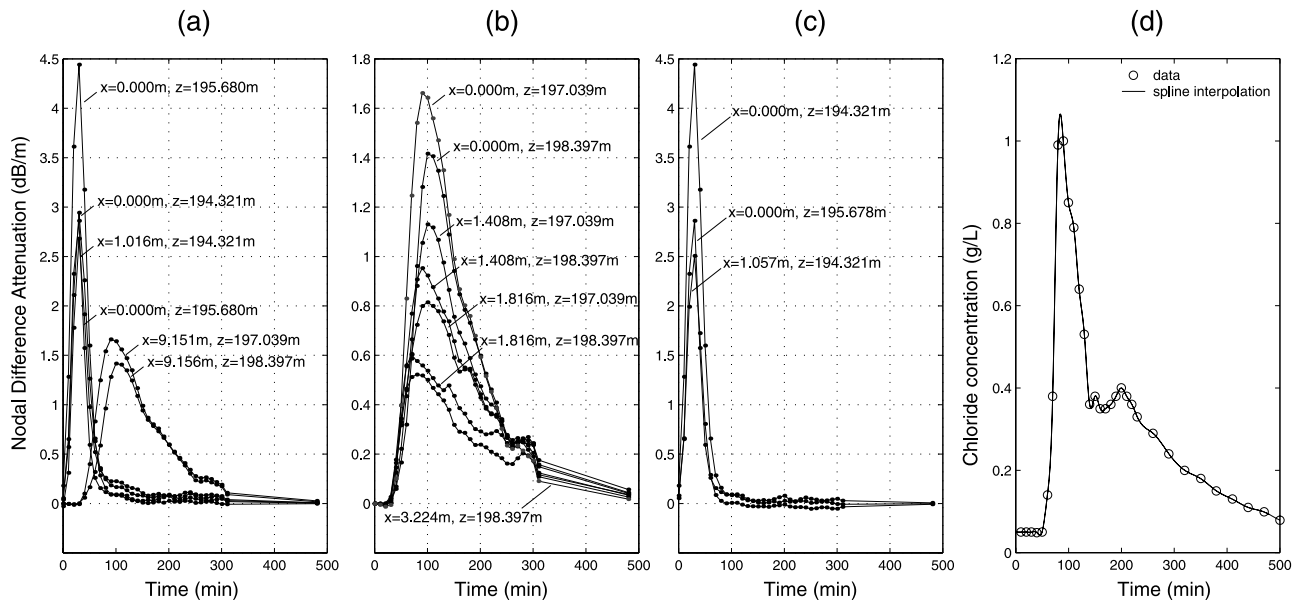 (a)
(b)
(c)
(d)
Nodal Difference Attenuation (dB/m)
4.5
4
3.5
3
2.5
2
1.5
1
0.5
0
x=0.000m, z=195.680m
x=0.000m, z=194.321m
x=1.016m, z=194.321m
x=0.000m, z=195.680m
x=9.151m, z=197.039m
x=9.156m, z=198.397m
0 100 200 300 400 500
Time (min)
1.8
1.6
1.4
1.2
1
0.8
0.6
0.4
0.2
0
x=0.000m, z=197.039m
x=0.000m, z=198.397m
x=1.408m, z=197.039m
x=1.408m, z=198.397m
x=1.816m, z=197.039m
x=1.816m, z=198.397m
x=3.224m, z=198.397m
0 100 200 300 400 500
Time (min)
4.5
4
3.5
3
2.5
2
1.5
1
0.5
0
x=0.000m, z=194.321m
x=0.000m, z=195.678m
x=1.057m, z=194.321m
0 100 200 300 400 500
Time (min)
Chloride concentration (g/L)
1.2
1
0.8
0.6
0.4
0.2
0
data
spline interpolation
0 100 200 300 400 500
Time (min)